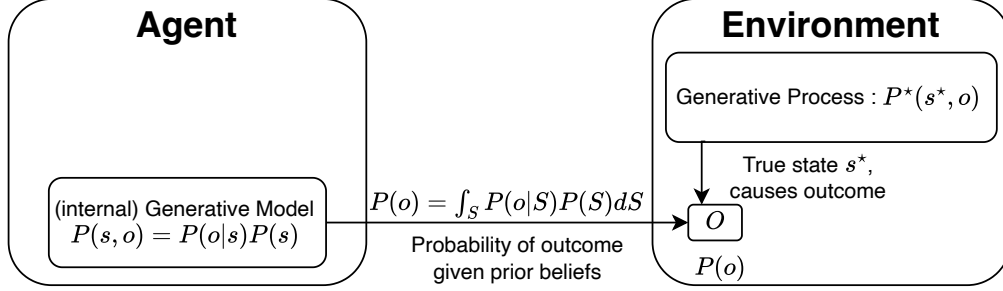 Agent
Environment
Generative Process : P*(s*, o)
True state s*,
causes outcome
(internal) Generative Model
P(s, o) = P(o|s)P(s)
P(o) = ∫_S P(o|S)P(S)dS
Probability of outcome
given prior beliefs
O
P(o)